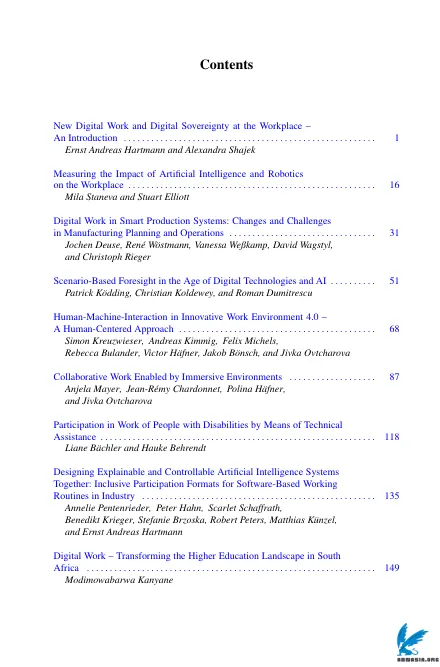 Contents
New Digital Work and Digital Sovereignty at the Workplace –
An Introduction . . . . . . . . . . . . . . . . . . . . . . . . . . . . . . . . . . . . . . . . . . . . . . . . . . . . . . 1
Ernst Andreas Hartmann and Alexandra Shajek
Measuring the Impact of Artificial Intelligence and Robotics
on the Workplace . . . . . . . . . . . . . . . . . . . . . . . . . . . . . . . . . . . . . . . . . . . . . . . . . . . . . 16
Mila Staneva and Stuart Elliott
Digital Work in Smart Production Systems: Changes and Challenges
in Manufacturing Planning and Operations . . . . . . . . . . . . . . . . . . . . . . . . . . . . . . . 31
Jochen Deuse, René Wöstmann, Vanessa Weßkamp, David Wagstyl,
and Christoph Rieger
Scenario-Based Foresight in the Age of Digital Technologies and AI . . . . . . . . . . 51
Patrick Ködding, Christian Koldewey, and Roman Dumitrescu
Human-Machine-Interaction in Innovative Work Environment 4.0 –
A Human-Centered Approach . . . . . . . . . . . . . . . . . . . . . . . . . . . . . . . . . . . . . . . . . . 68
Simon Kreuzwieser, Andreas Kimmig, Felix Michels,
Rebecca Bulander, Victor Häfner, Jakob Bönsch, and Jivka Ovtcharova
Collaborative Work Enabled by Immersive Environments . . . . . . . . . . . . . . . . . . . 87
Anjela Mayer, Jean-Rémy Chardonnet, Polina Häfner,
and Jivka Ovtcharova
Participation in Work of People with Disabilities by Means of Technical
Assistance . . . . . . . . . . . . . . . . . . . . . . . . . . . . . . . . . . . . . . . . . . . . . . . . . . . . . . . . . . . 118
Liane Bächler and Hauke Behrendt
Designing Explainable and Controllable Artificial Intelligence Systems
Together: Inclusive Participation Formats for Software-Based Working
Routines in Industry . . . . . . . . . . . . . . . . . . . . . . . . . . . . . . . . . . . . . . . . . . . . . . . . . . 135
Annelie Pentenrieder, Peter Hahn, Scarlet Schaffrath,
Benedikt Krieger, Stefanie Brzoska, Robert Peters, Matthias Künzel,
and Ernst Andreas Hartmann
Digital Work – Transforming the Higher Education Landscape in South
Africa . . . . . . . . . . . . . . . . . . . . . . . . . . . . . . . . . . . . . . . . . . . . . . . . . . . . . . . . . . . . . . 149
Modimowabarwa Kanyane